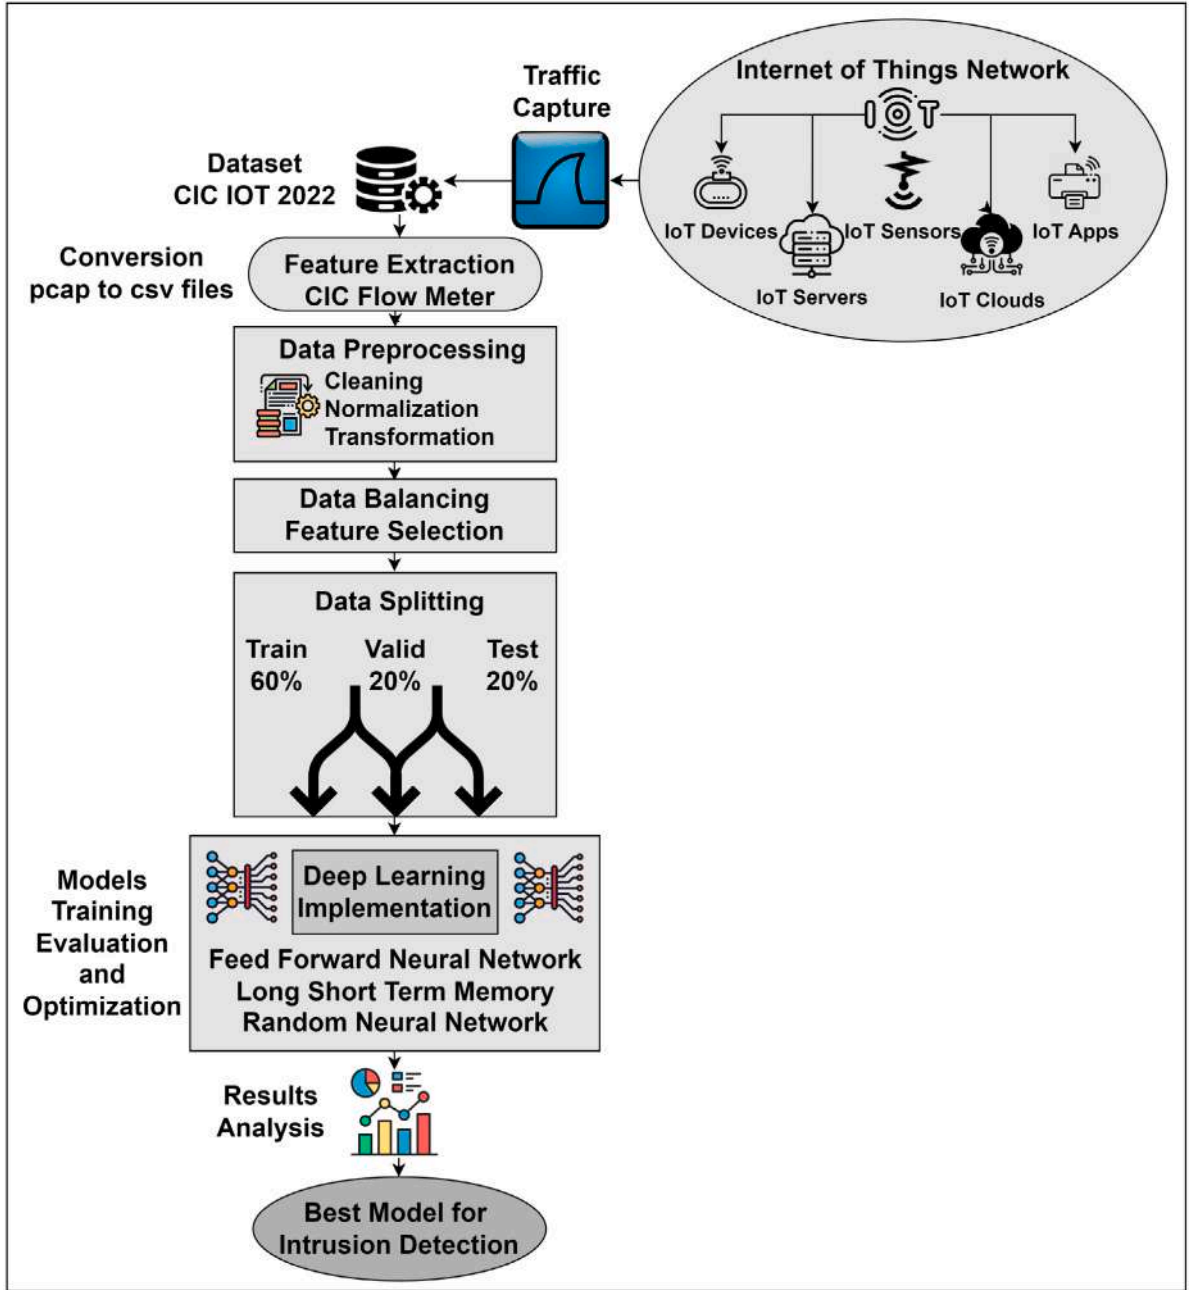 Internet of Things Network
IOT
IoT Devices
IoT Sensors
IoT Apps
IoT Servers
IoT Clouds
Traffic
Capture
Dataset
CIC IOT 2022
Conversion
pcap to csv files
Feature Extraction
CIC Flow Meter
Data Preprocessing
Cleaning
Normalization
Transformation
Data Balancing
Feature Selection
Data Splitting
Train Valid Test
60% 20% 20%
Models
Training
Evaluation
and
Optimization
Deep Learning
Implementation
Feed Forward Neural Network
Long Short Term Memory
Random Neural Network
Results
Analysis
Best Model for
Intrusion Detection